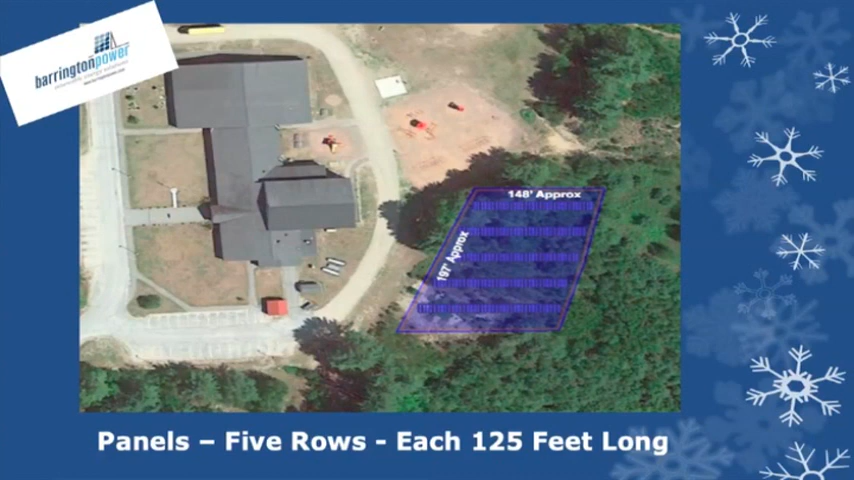 barringtonpower
148' Approx
197' Approx
Panels – Five Rows - Each 125 Feet Long